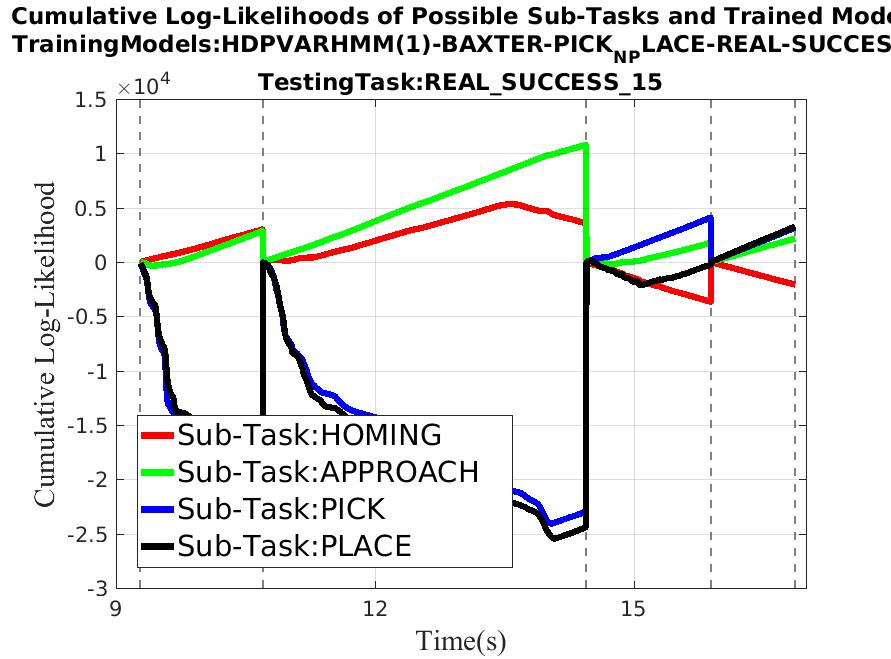 Cumulative Log-Likelihoods of Possible Sub-Tasks and Trained Mode
TrainingModels:HDPVARHMM(1)-BAXTER-PICK_NPLACE-REAL-SUCCES
TestingTask:REAL_SUCCESS_15
×10^4
1.5
1
0.5
0
-0.5
-1
-1.5
-2
-2.5
-3
Cumulative Log-Likelihood
Sub-Task:HOMING
Sub-Task:APPROACH
Sub-Task:PICK
Sub-Task:PLACE
9 12 15
Time(s)